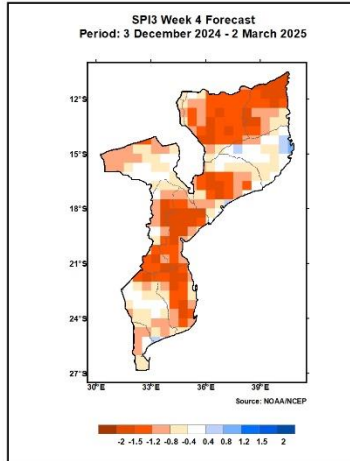 SPI3 Week 4 Forecast
Period: 3 December 2024 - 2 March 2025
12°S
15°S
18°S
21°S
24°S
27°S
30°E 33°E 36°E 39°E
Source: NOAA/NCEP
-2 -1.5 -1.2 -0.8 -0.4 0.4 0.8 1.2 1.5 2